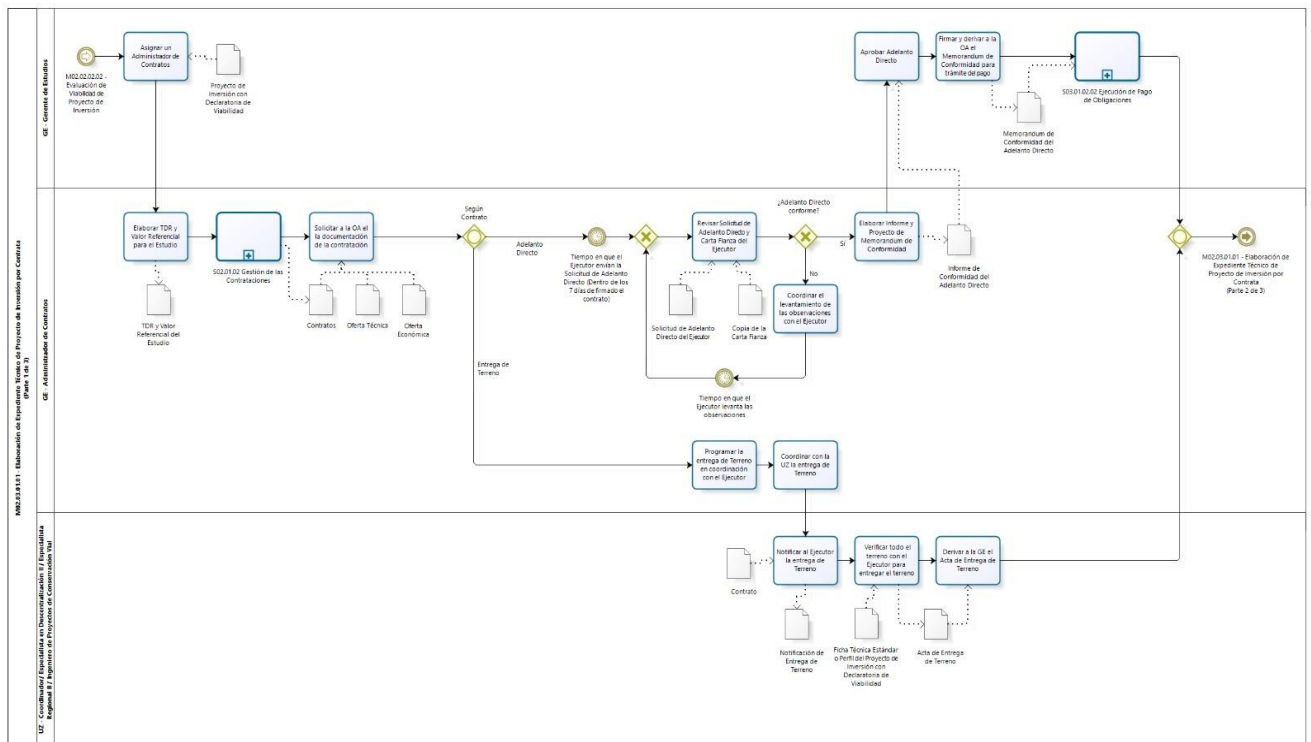 M02.03.01.01 - Elaboración de Expediente Técnico de Proyecto de Inversión por Contrata
(Parte 1 de 3)
GE - Gerente de Estudios
M02.02.02.02 -
Evaluación de
Viabilidad de
Proyecto de
Inversión
Asignar un
Administrador de
Contratos
Proyecto de
Inversión con
Declaratoria de
Viabilidad
Aprobar Adelanto
Directo
Firmar y derivar a la
OA el
Memorandum de
Conformidad para
trámite del pago
Memorandum de
Conformidad del
Adelanto Directo
S03.01.02.02 Ejecución de Pago
de Obligaciones
GE - Administrador de Contratos
Elaborar TDR y
Valor Referencial
para el Estudio
TDR y Valor
Referencial del
Estudio
S02.01.02 Gestión de las
Contrataciones
Solicitar a la OA el
la documentación
de la contratación
Contratos
Oferta Técnica
Oferta
Económica
Según
Contrato
Adelanto
Directo
Entrega de
Terreno
Tiempo en que el
Ejecutor envían la
Solicitud de Adelanto
Directo (Dentro de los
7 días de firmado el
contrato)
Revisar Solicitud de
Adelanto Directo y
Carta Fianza del
Ejecutor
Solicitud de Adelanto
Directo del Ejecutor
Copia de la
Carta Fianza
¿Adelanto Directo
conforme?
Sí
No
Coordinar el
levantamiento de
las observaciones
con el Ejecutor
Tiempo en que el
Ejecutor levanta las
observaciones
Elaborar Informe y
Proyecto de
Memorandum de
Conformidad
Informe de
Conformidad del
Adelanto Directo
M02.03.01.01 - Elaboración de
Expediente Técnico de
Proyecto de Inversión por
Contrata
(Parte 2 de 3)
Programar la
entrega de Terreno
en coordinación
con el Ejecutor
Coordinar con la
UZ la entrega de
Terreno
UZ - Coordinador/ Especialista en Descentralización II / Especialista
Regional II / Ingeniero de Proyectos de Conservación Vial
Contrato
Notificar al Ejecutor
la entrega de
Terreno
Notificación de
Entrega de
Terreno
Verificar todo el
terreno con el
Ejecutor para
entregar el terreno
Ficha Técnica Estándar
o Perfil del Proyecto de
Inversión con
Declaratoria de
Viabilidad
Derivar a la GE el
Acta de Entrega de
Terreno
Acta de Entrega
de Terreno